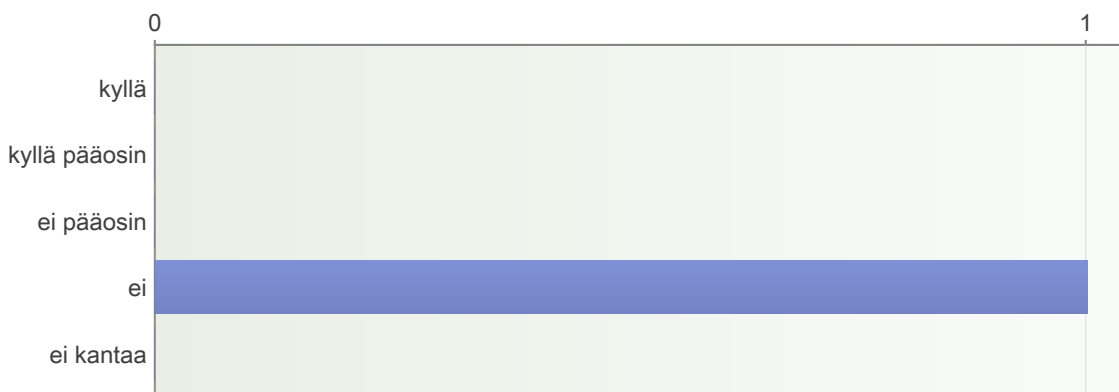 0 1
kyllä
kyllä pääosin
ei pääosin
ei
ei kantaa